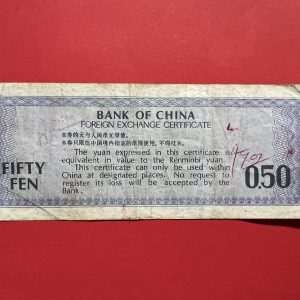 BANK OF CHINA
FOREIGN EXCHANGE CERTIFICATE
本券的元与人民币元等值。
本券只限在中国境内指定的范围使用，不得挂失。
The yuan expressed in this certificate is
equivalent in value to the Renminbi yuan.
This certificate can only be used within
China at designated places. No request to
register its loss will be accepted by the
Bank.
FIFTY
FEN
0.50